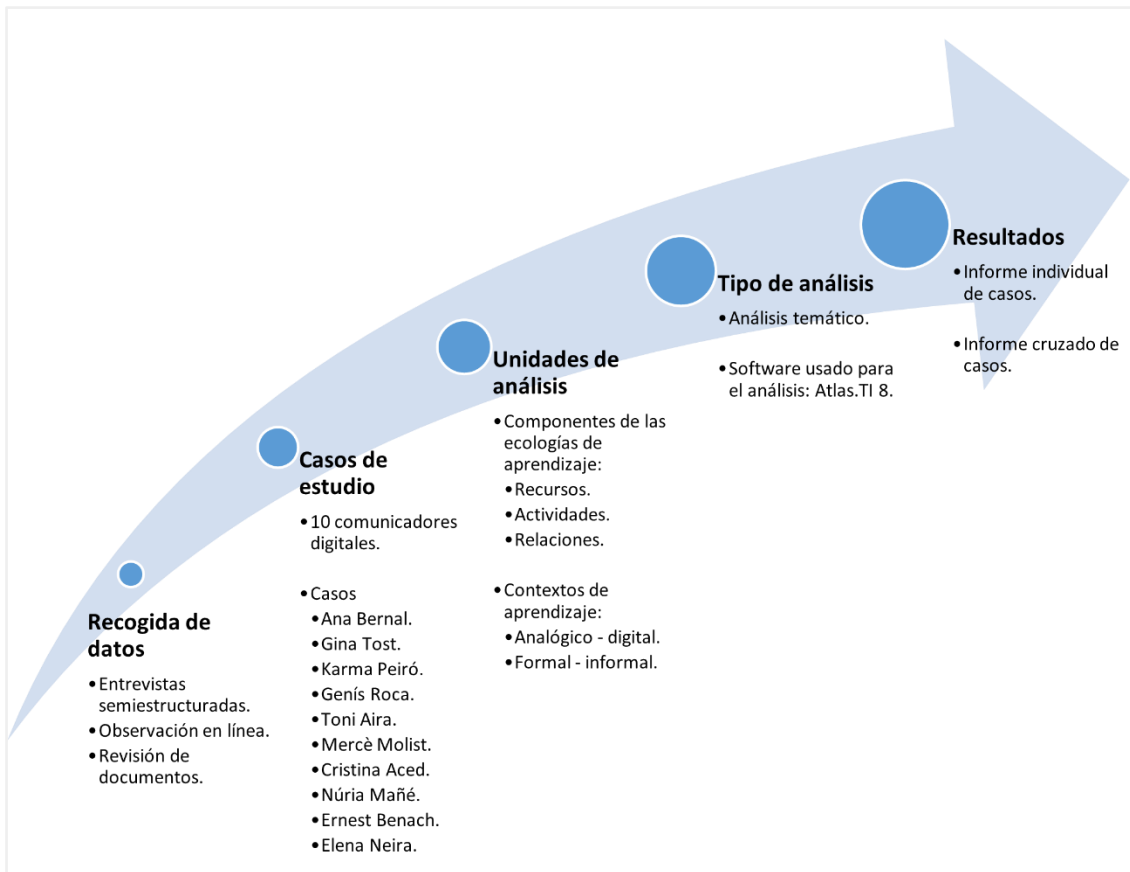 Recogida de
datos
•Entrevistas
semiestructuradas.
•Observación en línea.
•Revisión de
documentos.
Casos de
estudio
•10 comunicadores
digitales.
•Casos
•Ana Bernal.
•Gina Tost.
•Karma Peiró.
•Genís Roca.
•Toni Aira.
•Mercè Molist.
•Cristina Aced.
•Núria Mañé.
•Ernest Benach.
•Elena Neira.
Unidades de
análisis
•Componentes de las
ecologías de
aprendizaje:
•Recursos.
•Actividades.
•Relaciones.
•Contextos de
aprendizaje:
•Analógico - digital.
•Formal - informal.
Tipo de análisis
•Análisis temático.
•Software usado para
el análisis: Atlas.TI 8.
Resultados
•Informe individual
de casos.
•Informe cruzado de
casos.